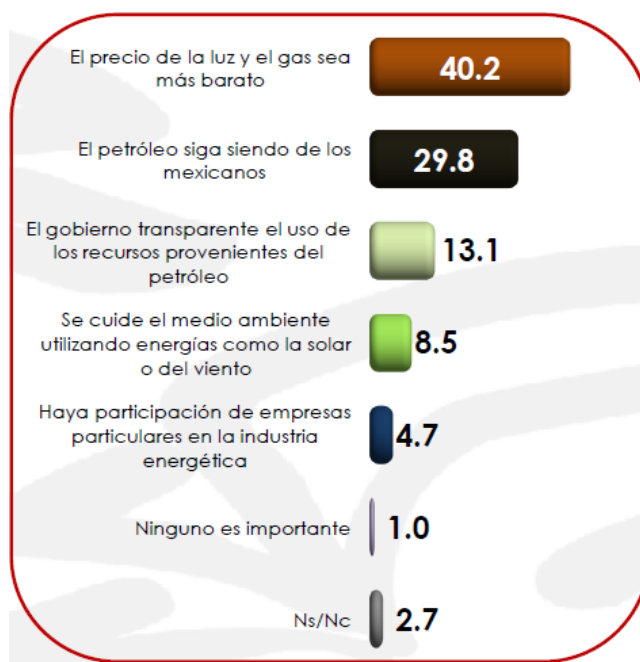 El precio de la luz y el gas sea
más barato
40.2
El petróleo siga siendo de los
mexicanos
29.8
El gobierno transparente el uso de
los recursos provenientes del
petróleo
13.1
Se cuide el medio ambiente
utilizando energías como la solar
o del viento
8.5
Haya participación de empresas
particulares en la industria
energética
4.7
Ninguno es importante
1.0
Ns/Nc
2.7